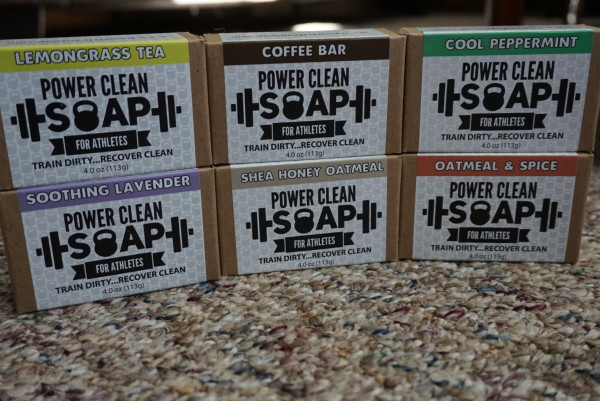 LEMONGRASS TEA
POWER CLEAN
SOAP
FOR ATHLETES
TRAIN DIRTY...RECOVER CLEAN
4.0 oz (113g)
COFFEE BAR
POWER CLEAN
SOAP
FOR ATHLETES
TRAIN DIRTY...RECOVER CLEAN
4.0 oz (113g)
COOL PEPPERMINT
POWER CLEAN
SOAP
FOR ATHLETES
TRAIN DIRTY...RECOVER CLEAN
4.0 oz (113g)
SOOTHING LAVENDER
POWER CLEAN
SOAP
FOR ATHLETES
TRAIN DIRTY...RECOVER CLEAN
4.0 oz (113g)
SHEA HONEY OATMEAL
POWER CLEAN
SOAP
FOR ATHLETES
TRAIN DIRTY...RECOVER CLEAN
4.0 oz (113g)
OATMEAL & SPICE
POWER CLEAN
SOAP
FOR ATHLETES
TRAIN DIRTY...RECOVER CLEAN
4.0 oz (113g)